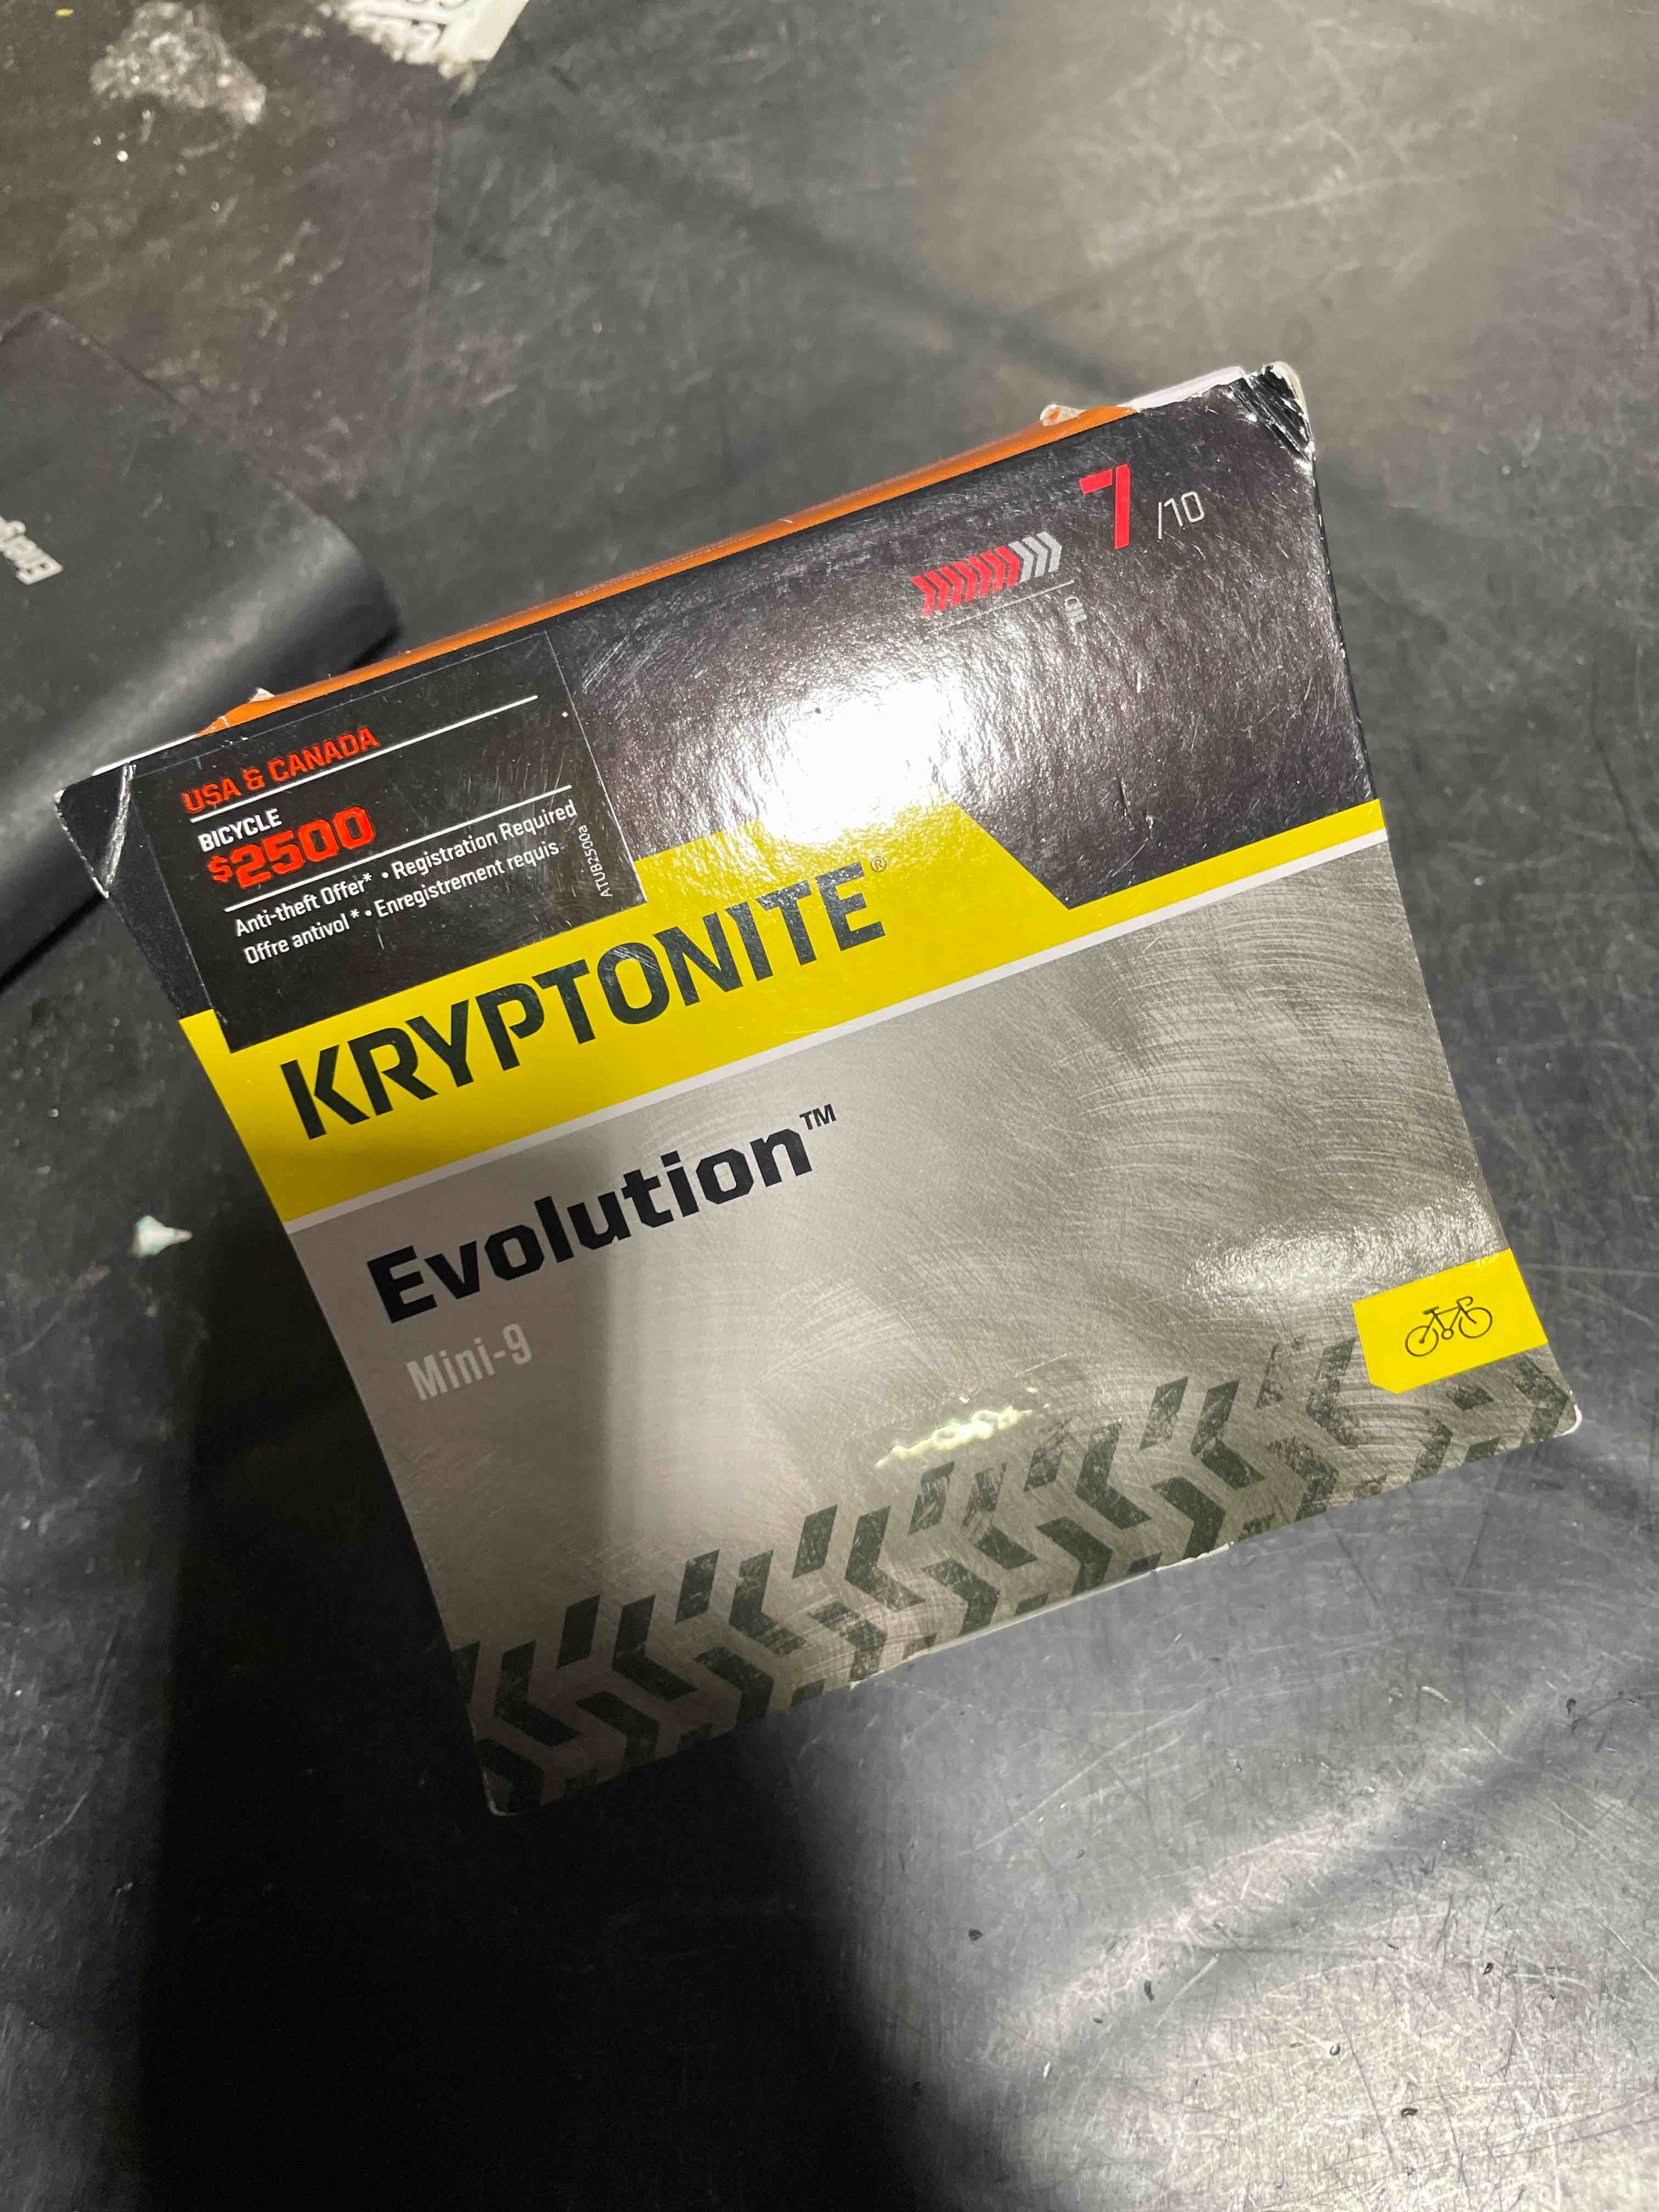 7 /10
USA & CANADA
BICYCLE
$2500
Anti-theft Offer* • Registration Required
Offre antivol* • Enregistrement requis
ATUB2500a
KRYPTONITE®
Evolution™
Mini-9